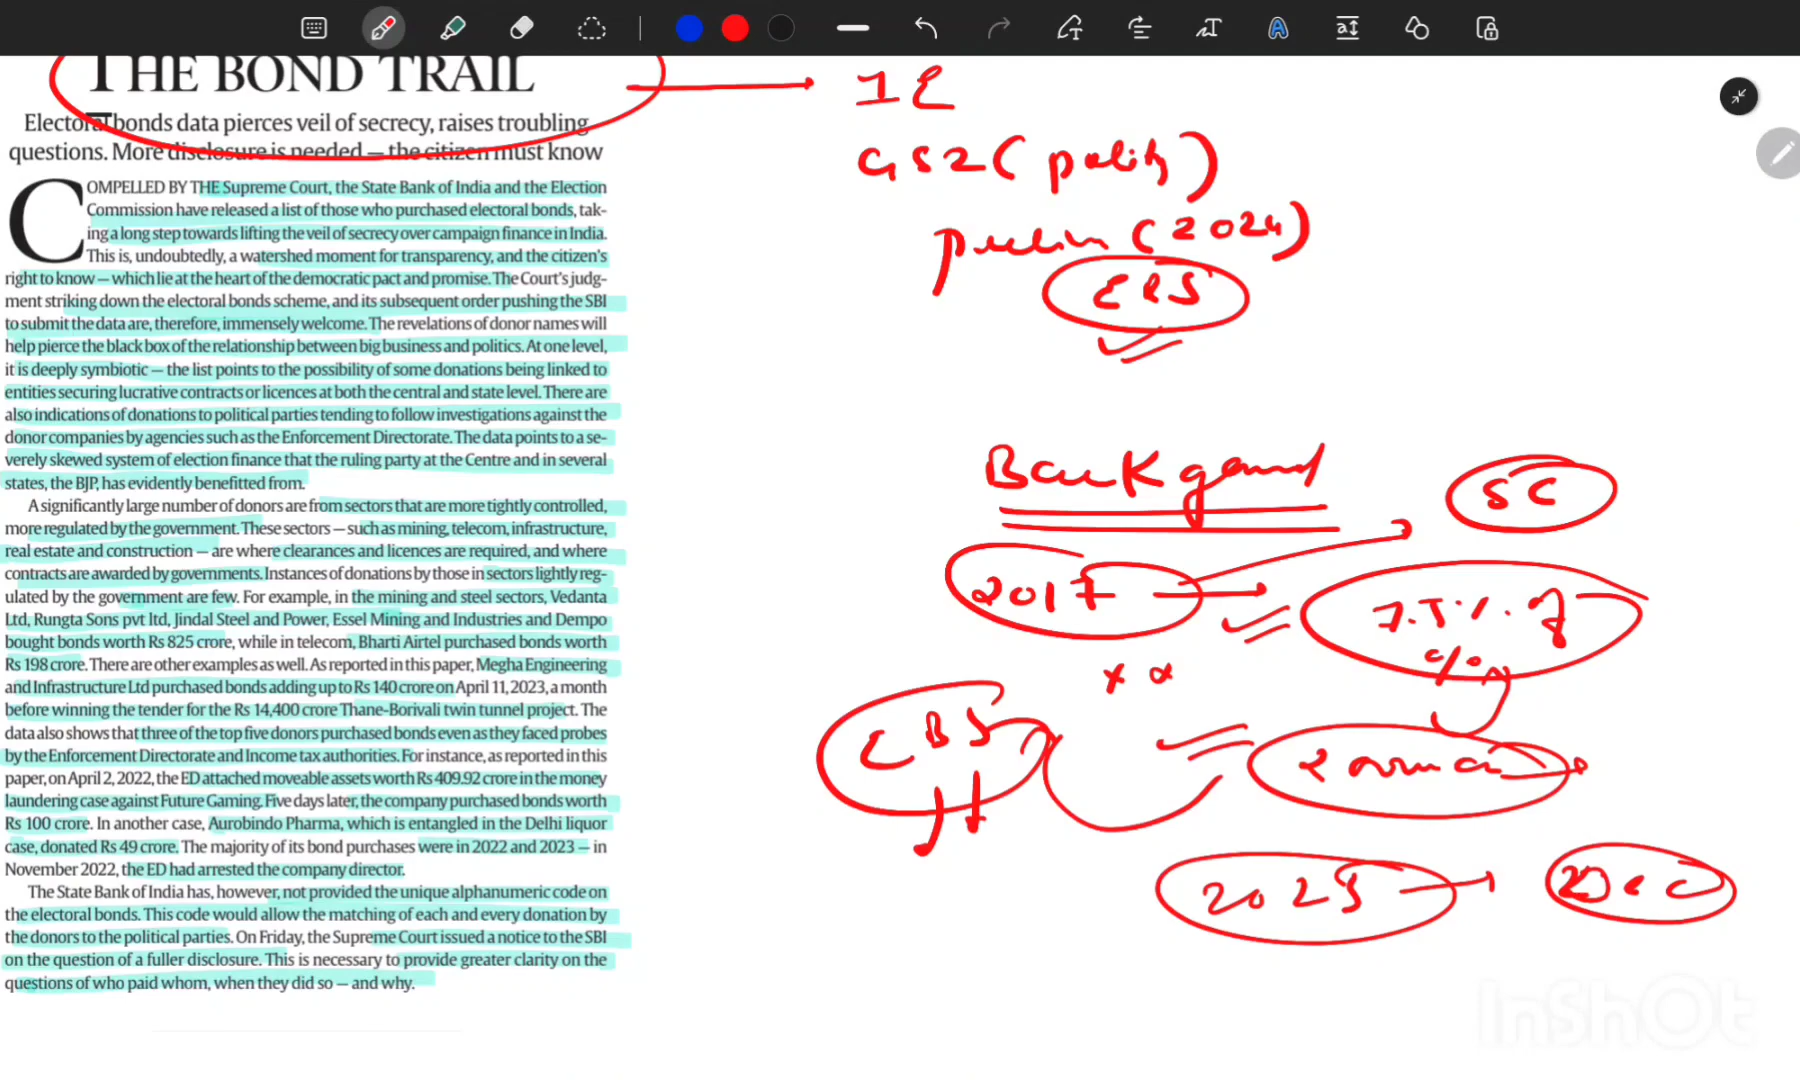 THE BOND TRAIL
Electoral bonds data pierces veil of secrecy, raises troubling
questions. More disclosure is needed — the citizen must know
COMPELLED BY THE Supreme Court, the State Bank of India and the Election
Commission have released a list of those who purchased electoral bonds, tak-
ing a long step towards lifting the veil of secrecy over campaign finance in India.
This is, undoubtedly, a watershed moment for transparency, and the citizen's
right to know — which lie at the heart of the democratic pact and promise. The Court's judg-
ment striking down the electoral bonds scheme, and its subsequent order pushing the SBI
to submit the data are, therefore, immensely welcome. The revelations of donor names will
help pierce the black box of the relationship between big business and politics. At one level,
it is deeply symbiotic — the list points to the possibility of some donations being linked to
entities securing lucrative contracts or licences at both the central and state level. There are
also indications of donations to political parties tending to follow investigations against the
donor companies by agencies such as the Enforcement Directorate. The data points to a se-
verely skewed system of election finance that the ruling party at the Centre and in several
states, the BJP, has evidently benefitted from.
A significantly large number of donors are from sectors that are more tightly controlled,
more regulated by the government. These sectors — such as mining, telecom, infrastructure,
real estate and construction — are where clearances and licences are required, and where
contracts are awarded by governments. Instances of donations by those in sectors lightly reg-
ulated by the government are few. For example, in the mining and steel sectors, Vedanta
Ltd, Rungta Sons pvt ltd, Jindal Steel and Power, Essel Mining and Industries and Dempo
bought bonds worth Rs 825 crore, while in telecom, Bharti Airtel purchased bonds worth
Rs 198 crore. There are other examples as well. As reported in this paper, Megha Engineering
and Infrastructure Ltd purchased bonds adding up to Rs 140 crore on April 11, 2023, a month
before winning the tender for the Rs 14,400 crore Thane-Borivali twin tunnel project. The
data also shows that three of the top five donors purchased bonds even as they faced probes
by the Enforcement Directorate and Income tax authorities. For instance, as reported in this
paper, on April 2, 2022, the ED attached moveable assets worth Rs 409.92 crore in the money
laundering case against Future Gaming. Five days later, the company purchased bonds worth
Rs 100 crore. In another case, Aurobindo Pharma, which is entangled in the Delhi liquor
case, donated Rs 49 crore. The majority of its bond purchases were in 2022 and 2023 — in
November 2022, the ED had arrested the company director.
The State Bank of India has, however, not provided the unique alphanumeric code on
the electoral bonds. This code would allow the matching of each and every donation by
the donors to the political parties. On Friday, the Supreme Court issued a notice to the SBI
on the question of a fuller disclosure. This is necessary to provide greater clarity on the
questions of who paid whom, when they did so — and why.
IE
GS2 (polity)
(2024)
Background
SC
2017
7.5%
EBS
2023
Dec
InShOt